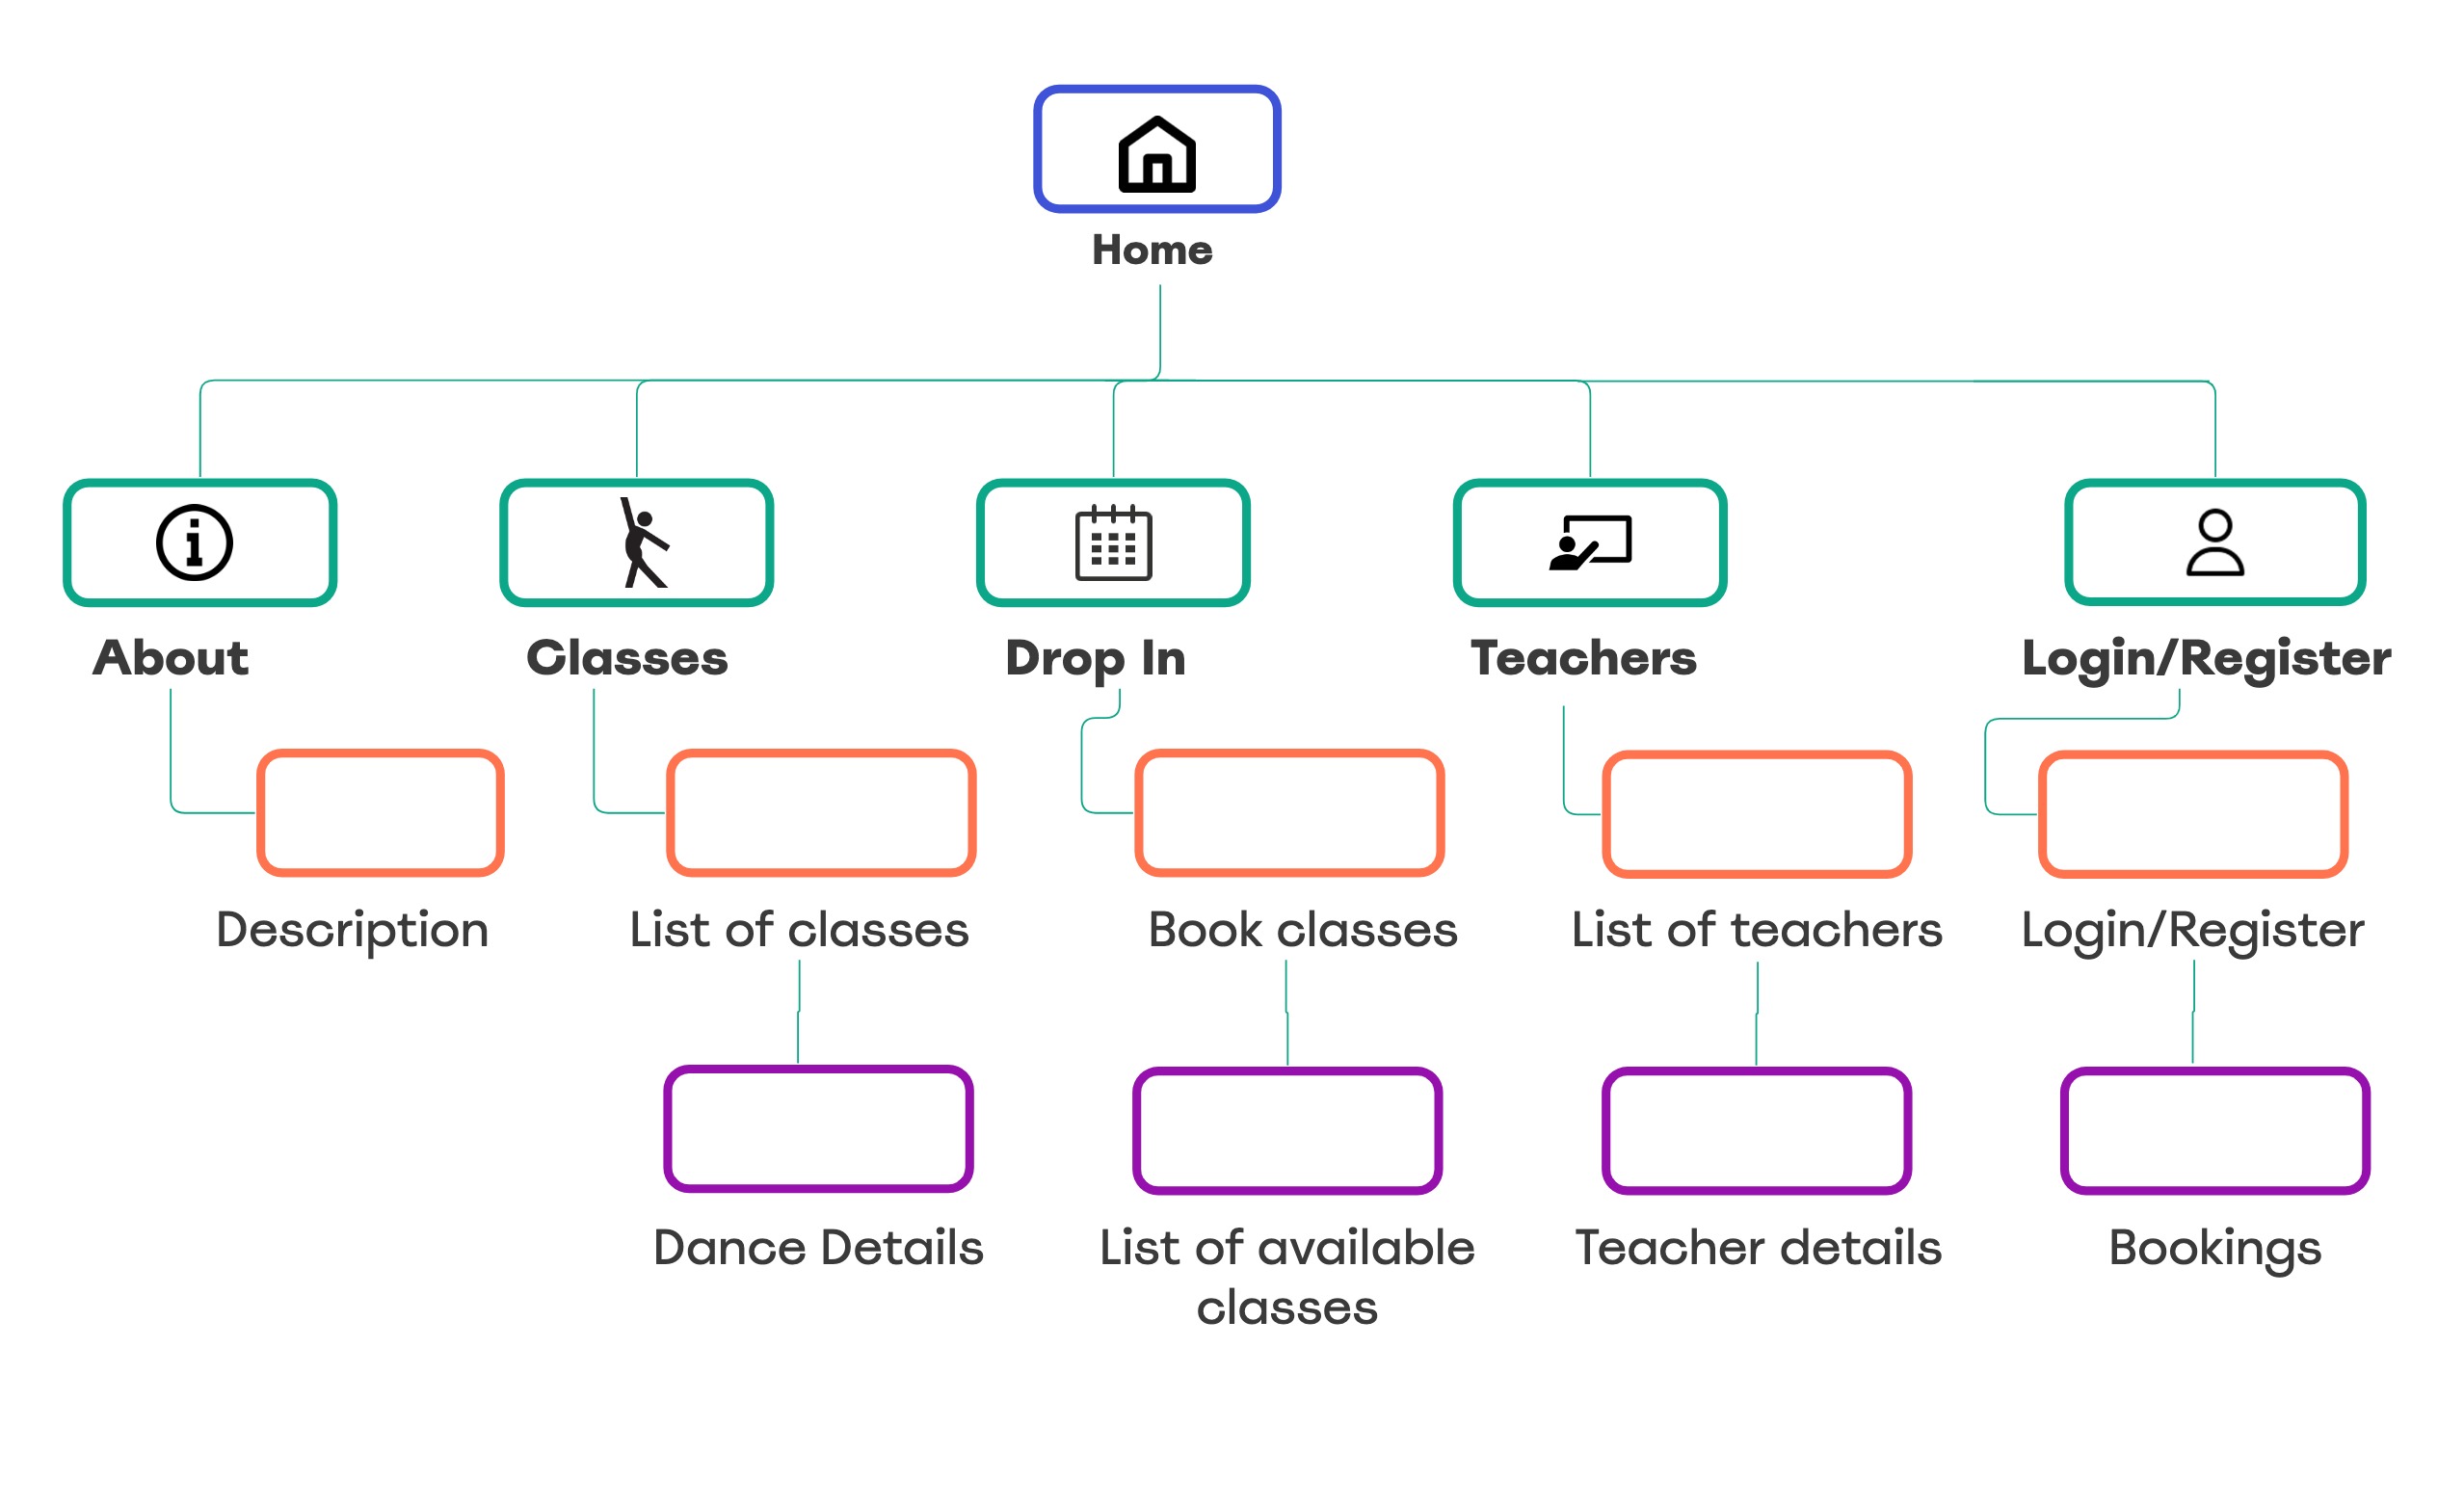 Home
About
Classes
Drop In
Teachers
Login/Register
Description
List of classes
Book classes
List of teachers
Login/Register
Dance Details
List of available
classes
Teacher details
Bookings